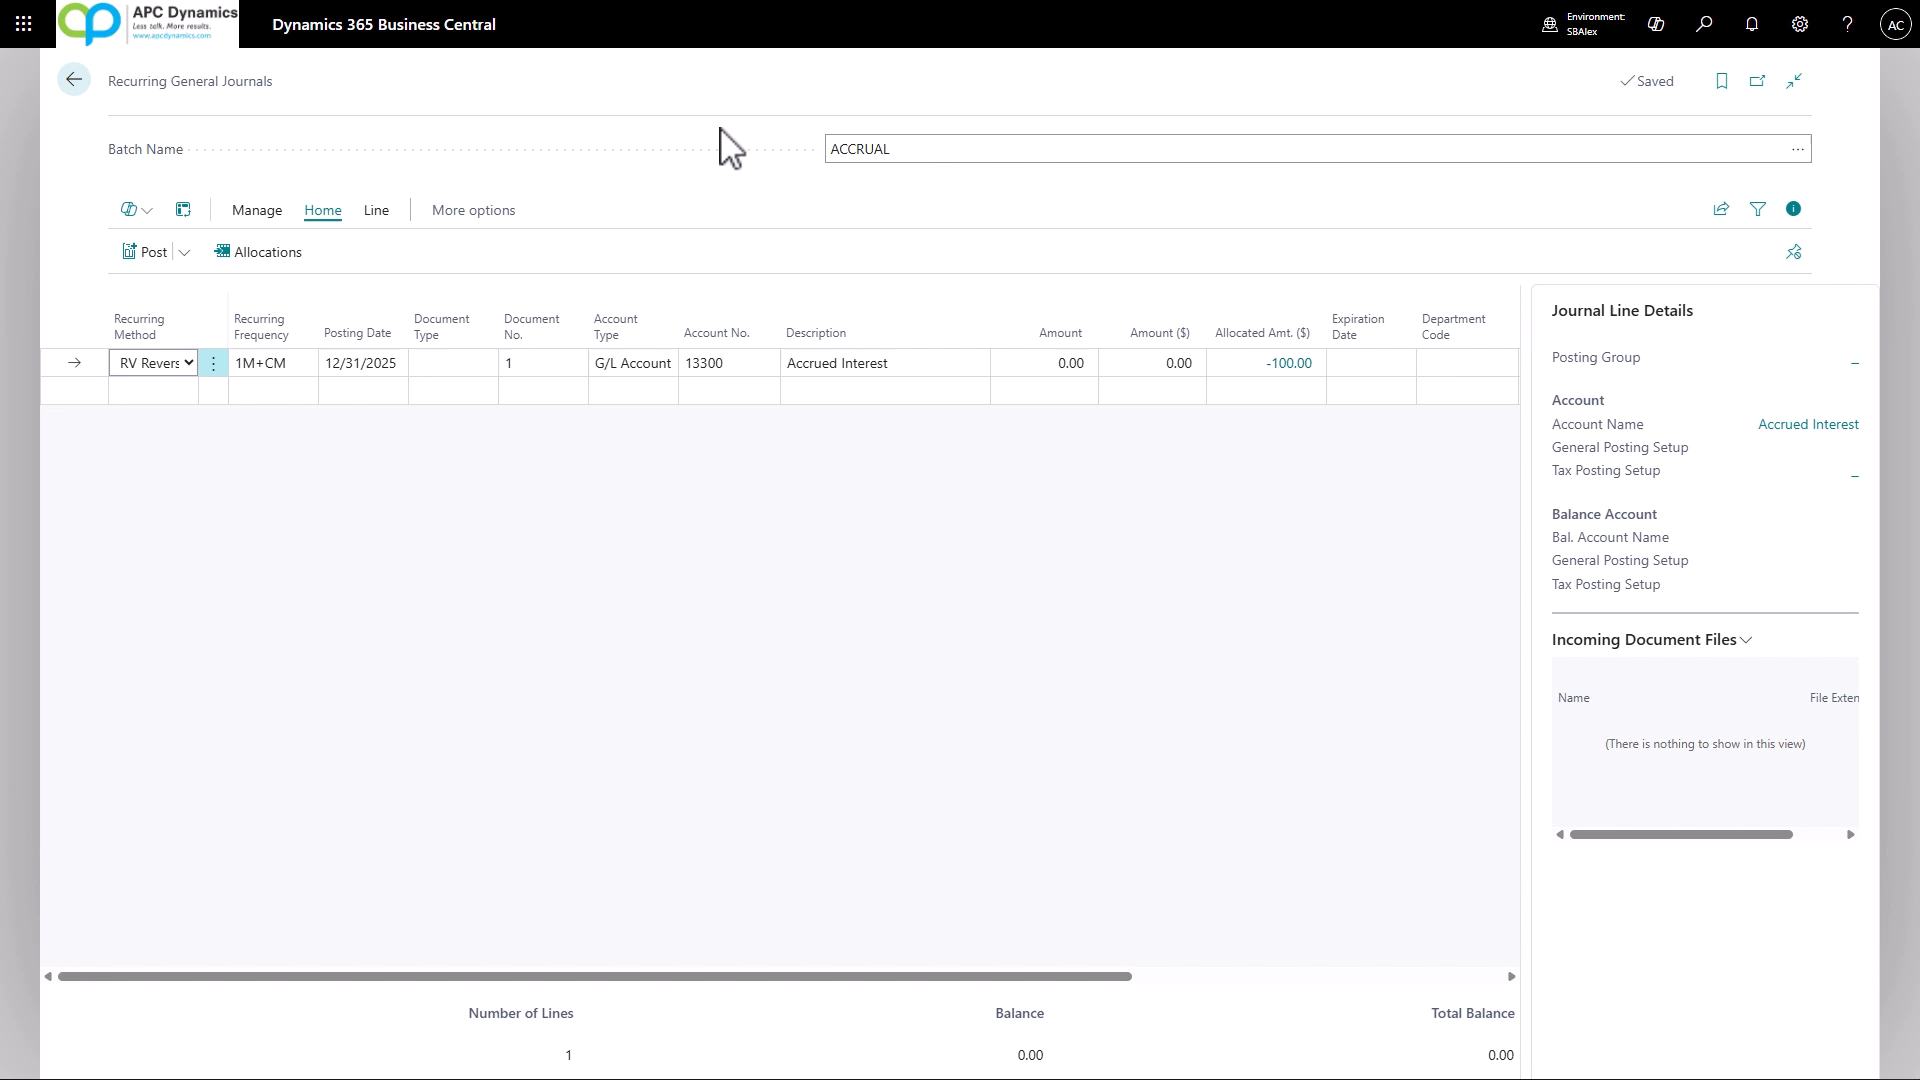 APC Dynamics
Less talk. More results.
www.apcdynamics.com
Dynamics 365 Business Central
Environment:
SBAlex
AC
Recurring General Journals
Saved
Batch Name
ACCRUAL
Manage
Home
Line
More options
Post
Allocations
Recurring Method
Recurring Frequency
Posting Date
Document Type
Document No.
Account Type
Account No.
Description
Amount
Amount ($)
Allocated Amt. ($)
Expiration Date
Department Code
RV Revers
1M+CM
12/31/2025
1
G/L Account
13300
Accrued Interest
0.00
0.00
-100.00
Journal Line Details
Posting Group
_
Account
Account Name
Accrued Interest
General Posting Setup
Tax Posting Setup
_
Balance Account
Bal. Account Name
General Posting Setup
Tax Posting Setup
Incoming Document Files
Name
File Exten
(There is nothing to show in this view)
Number of Lines
Balance
Total Balance
1
0.00
0.00